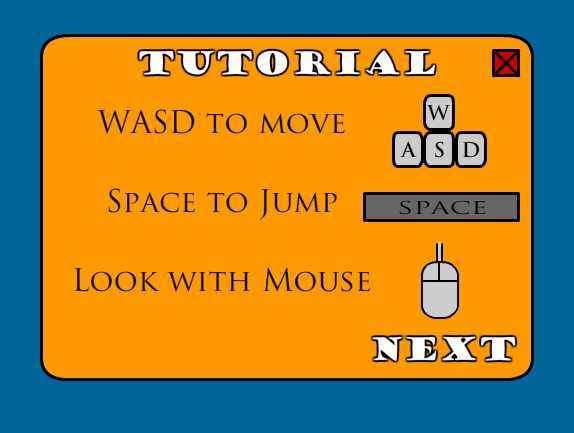 TUTORIAL
WASD TO MOVE
W
A S D
SPACE TO JUMP
SPACE
LOOK WITH MOUSE
NEXT